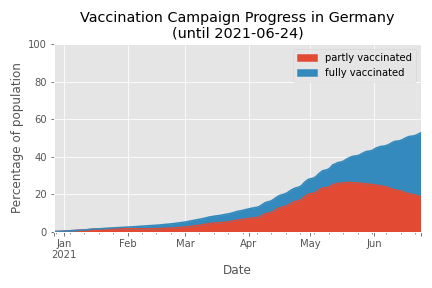 Vaccination Campaign Progress in Germany
(until 2021-06-24)
partly vaccinated
fully vaccinated
Percentage of population
100
80
60
40
20
0
Jan Feb Mar Apr May Jun
2021
Date